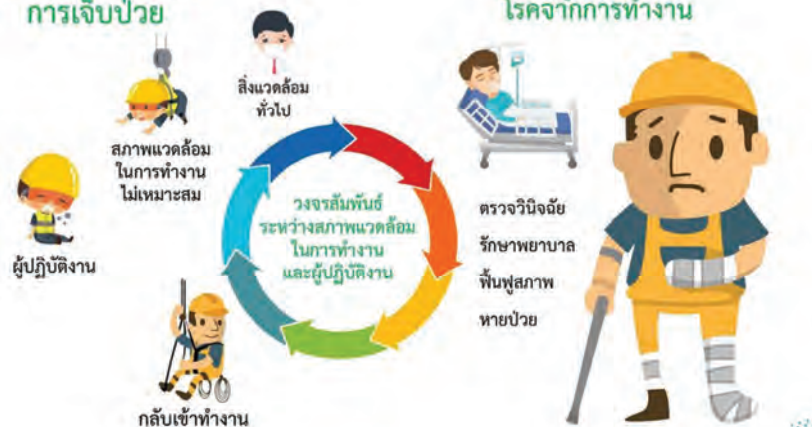 การเจ็บป่วย
โรคจากการทำงาน
สิ่งแวดล้อม
ทั่วไป
สภาพแวดล้อม
ในการทำงาน
ไม่เหมาะสม
ผู้ปฏิบัติงาน
วงจรสัมพันธ์
ระหว่างสภาพแวดล้อม
ในการทำงาน
และผู้ปฏิบัติงาน
ตรวจวินิจฉัย
รักษาพยาบาล
ฟื้นฟูสภาพ
หายป่วย
กลับเข้าทำงาน